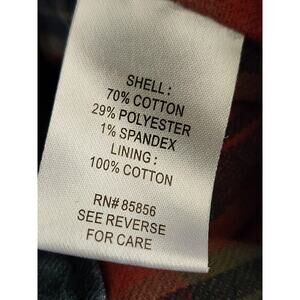 SHELL:
70% COTTON
29% POLYESTER
1% SPANDEX
LINING:
100% COTTON
RN# 85856
SEE REVERSE
FOR CARE